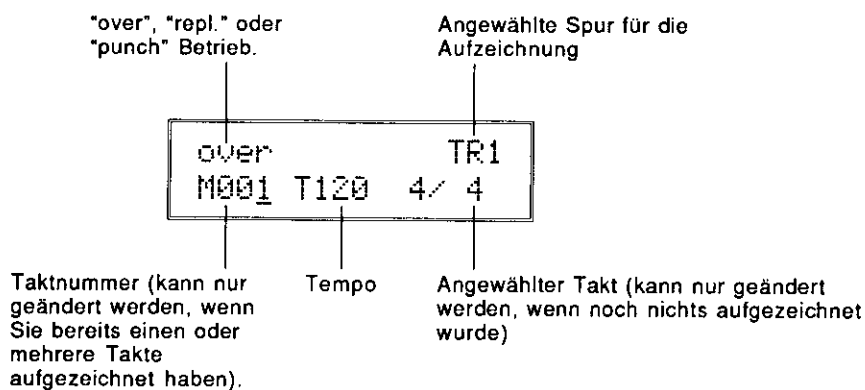 "over", "repl." oder
"punch" Betrieb.
Angewählte Spur für die
Aufzeichnung
over TR1
M001 T120 4/ 4
Taktnummer (kann nur
geändert werden, wenn
Sie bereits einen oder
mehrere Takte
aufgezeichnet haben).
Tempo
Angewählter Takt (kann nur geändert
werden, wenn noch nichts aufgezeichnet
wurde)